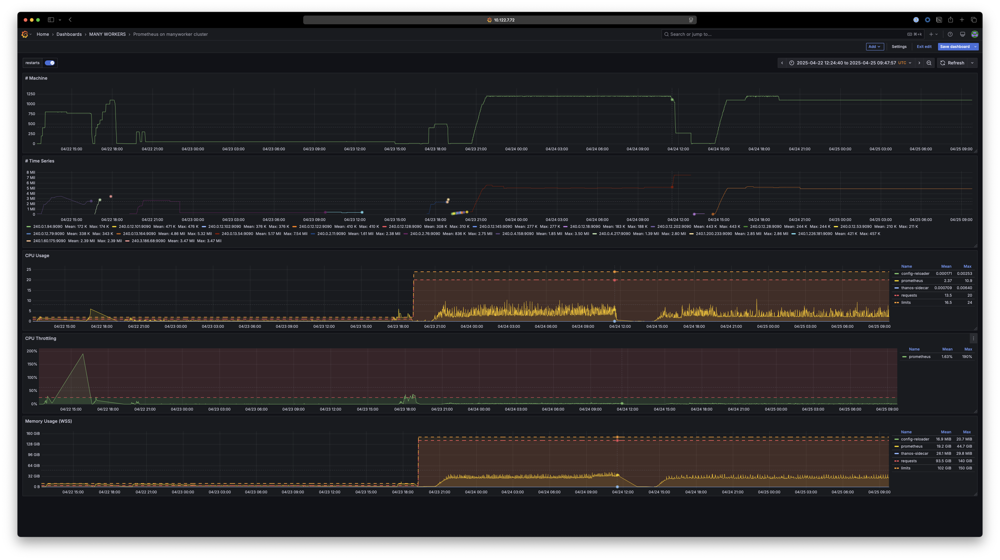 10.122.7.72
Home › Dashboards › MANY WORKERS › Prometheus on manyworker cluster
Search or jump to...
⌘+k
Add
Settings
Exit edit
Save dashboard
restarts
2025-04-22 12:24:40 to 2025-04-25 09:47:57 UTC
Refresh
# Machine
1250
1000
750
500
250
0
04/22 15:00 04/22 18:00 04/22 21:00 04/23 00:00 04/23 03:00 04/23 06:00 04/23 09:00 04/23 12:00 04/23 15:00 04/23 18:00 04/23 21:00 04/24 00:00 04/24 03:00 04/24 06:00 04/24 09:00 04/24 12:00 04/24 15:00 04/24 18:00 04/24 21:00 04/25 00:00 04/25 03:00 04/25 06:00 04/25 09:00
# Time Series
8 Mil
7 Mil
6 Mil
5 Mil
4 Mil
3 Mil
2 Mil
1 Mil
0
04/22 15:00 04/22 18:00 04/22 21:00 04/23 00:00 04/23 03:00 04/23 06:00 04/23 09:00 04/23 12:00 04/23 15:00 04/23 18:00 04/23 21:00 04/24 00:00 04/24 03:00 04/24 06:00 04/24 09:00 04/24 12:00 04/24 15:00 04/24 18:00 04/24 21:00 04/25 00:00 04/25 03:00 04/25 06:00 04/25 09:00
240.0.1.94:9090 Mean: 172 K Max: 174 K 240.0.12.101:9090 Mean: 471 K Max: 476 K 240.0.12.102:9090 Mean: 376 K Max: 376 K 240.0.12.122:9090 Mean: 410 K Max: 410 K 240.0.12.128:9090 Mean: 308 K Max: 310 K 240.0.12.145:9090 Mean: 277 K Max: 277 K 240.0.12.18:9090 Mean: 183 K Max: 188 K 240.0.12.202:9090 Mean: 443 K Max: 443 K 240.0.12.28:9090 Mean: 244 K Max: 244 K 240.0.12.53:9090 Mean: 210 K Max: 211 K
240.0.12.79:9090 Mean: 338 K Max: 343 K 240.0.13.164:9090 Mean: 4.86 Mil Max: 5.32 Mil 240.0.13.54:9090 Mean: 5.17 Mil Max: 7.54 Mil 240.0.2.11:9090 Mean: 1.61 Mil Max: 2.38 Mil 240.0.2.76:9090 Mean: 836 K Max: 2.75 Mil 240.0.4.158:9090 Mean: 1.85 Mil Max: 3.50 Mil 240.0.4.217:9090 Mean: 1.39 Mil Max: 2.80 Mil 240.1.200.233:9090 Mean: 2.85 Mil Max: 2.86 Mil 240.1.226.181:9090 Mean: 421 K Max: 457 K
240.1.60.175:9090 Mean: 2.39 Mil Max: 2.39 Mil 240.3.186.68:9090 Mean: 3.47 Mil Max: 3.47 Mil
CPU Usage
25
20
15
10
5
0
04/22 15:00 04/22 18:00 04/22 21:00 04/23 00:00 04/23 03:00 04/23 06:00 04/23 09:00 04/23 12:00 04/23 15:00 04/23 18:00 04/23 21:00 04/24 00:00 04/24 03:00 04/24 06:00 04/24 09:00 04/24 12:00 04/24 15:00 04/24 18:00 04/24 21:00 04/25 00:00 04/25 03:00 04/25 06:00 04/25 09:00
Name Mean Max
config-reloader 0.000171 0.00253
prometheus 2.37 10.9
thanos-sidecar 0.000709 0.00640
requests 13.5 20
limits 16.5 24
CPU Throttling
200%
150%
100%
50%
0%
04/22 15:00 04/22 18:00 04/22 21:00 04/23 00:00 04/23 03:00 04/23 06:00 04/23 09:00 04/23 12:00 04/23 15:00 04/23 18:00 04/23 21:00 04/24 00:00 04/24 03:00 04/24 06:00 04/24 09:00 04/24 12:00 04/24 15:00 04/24 18:00 04/24 21:00 04/25 00:00 04/25 03:00 04/25 06:00 04/25 09:00
Name Mean Max
prometheus 1.63% 190%
Memory Usage (WSS)
160 GiB
128 GiB
96 GiB
64 GiB
32 GiB
0 B
04/22 15:00 04/22 18:00 04/22 21:00 04/23 00:00 04/23 03:00 04/23 06:00 04/23 09:00 04/23 12:00 04/23 15:00 04/23 18:00 04/23 21:00 04/24 00:00 04/24 03:00 04/24 06:00 04/24 09:00 04/24 12:00 04/24 15:00 04/24 18:00 04/24 21:00 04/25 00:00 04/25 03:00 04/25 06:00 04/25 09:00
Name Mean Max
config-reloader 16.9 MiB 20.7 MiB
prometheus 19.2 GiB 44.7 GiB
thanos-sidecar 26.1 MiB 29.8 MiB
requests 93.5 GiB 140 GiB
limits 102 GiB 150 GiB